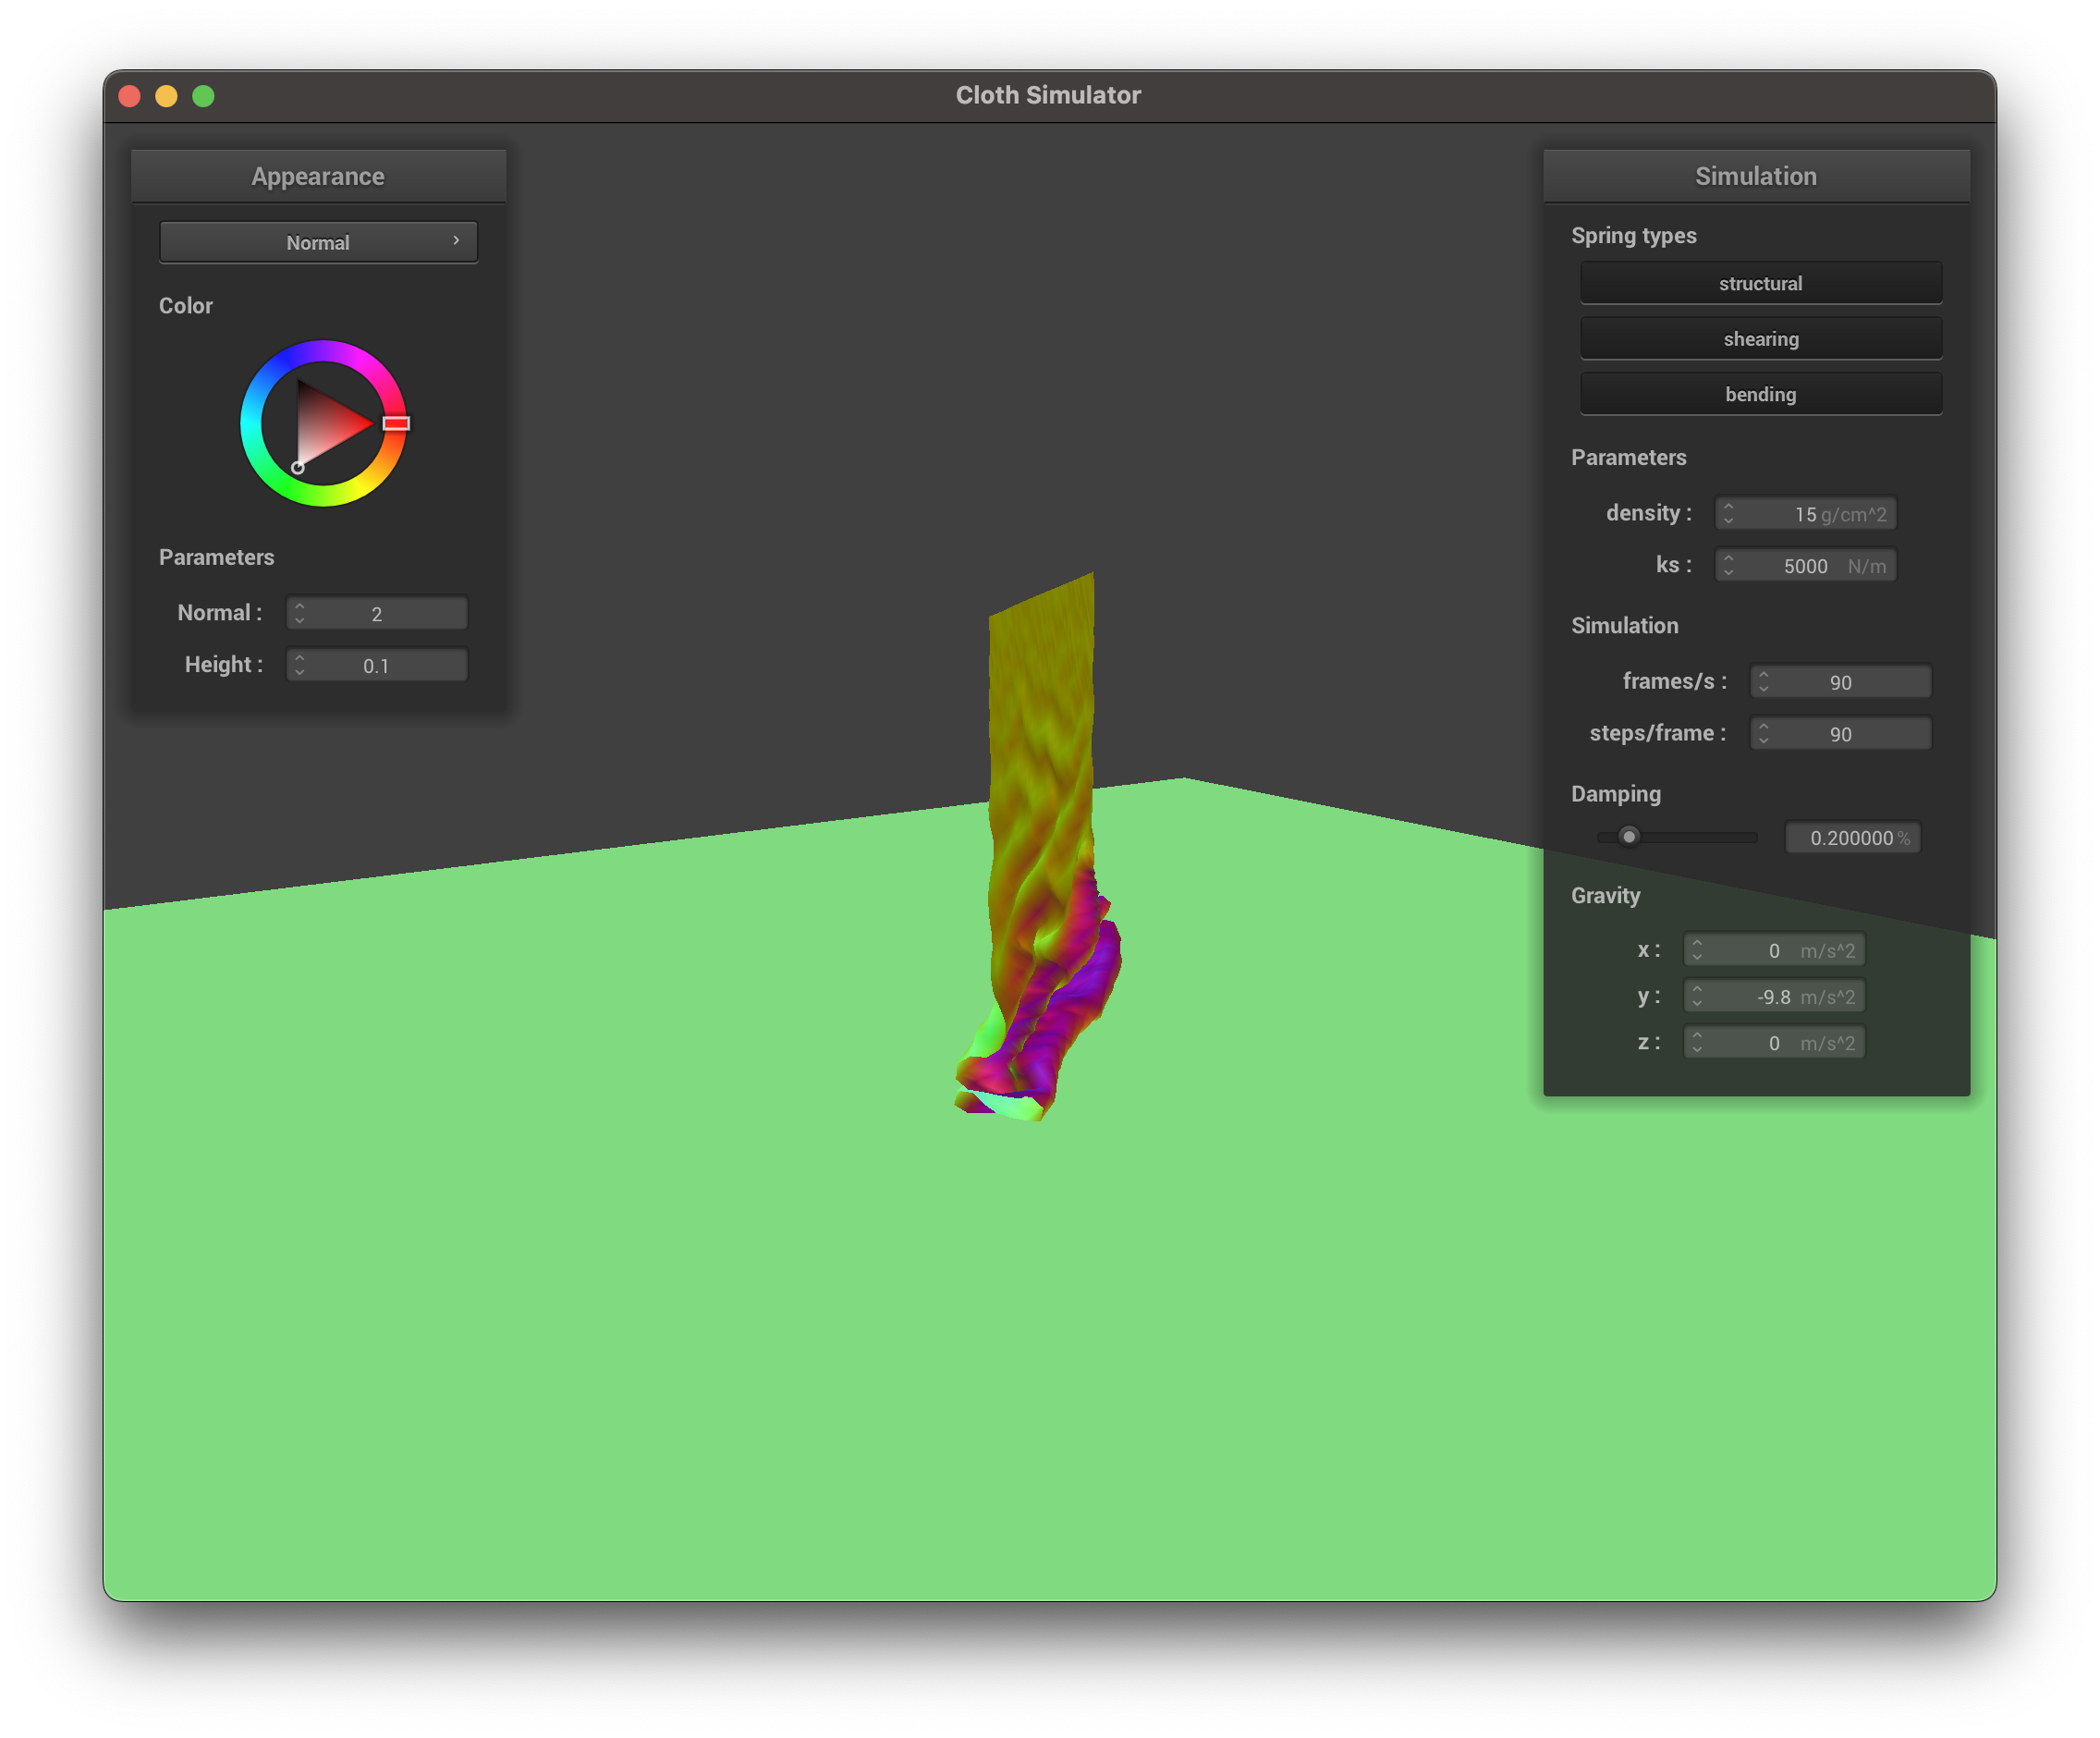 Cloth Simulator
Appearance
Normal
Color
Parameters
Normal : 2
Height : 0.1
Simulation
Spring types
structural
shearing
bending
Parameters
density : 15 g/cm^2
ks : 5000 N/m
Simulation
frames/s : 90
steps/frame : 90
Damping
0.200000 %
Gravity
x : 0 m/s^2
y : -9.8 m/s^2
z : 0 m/s^2